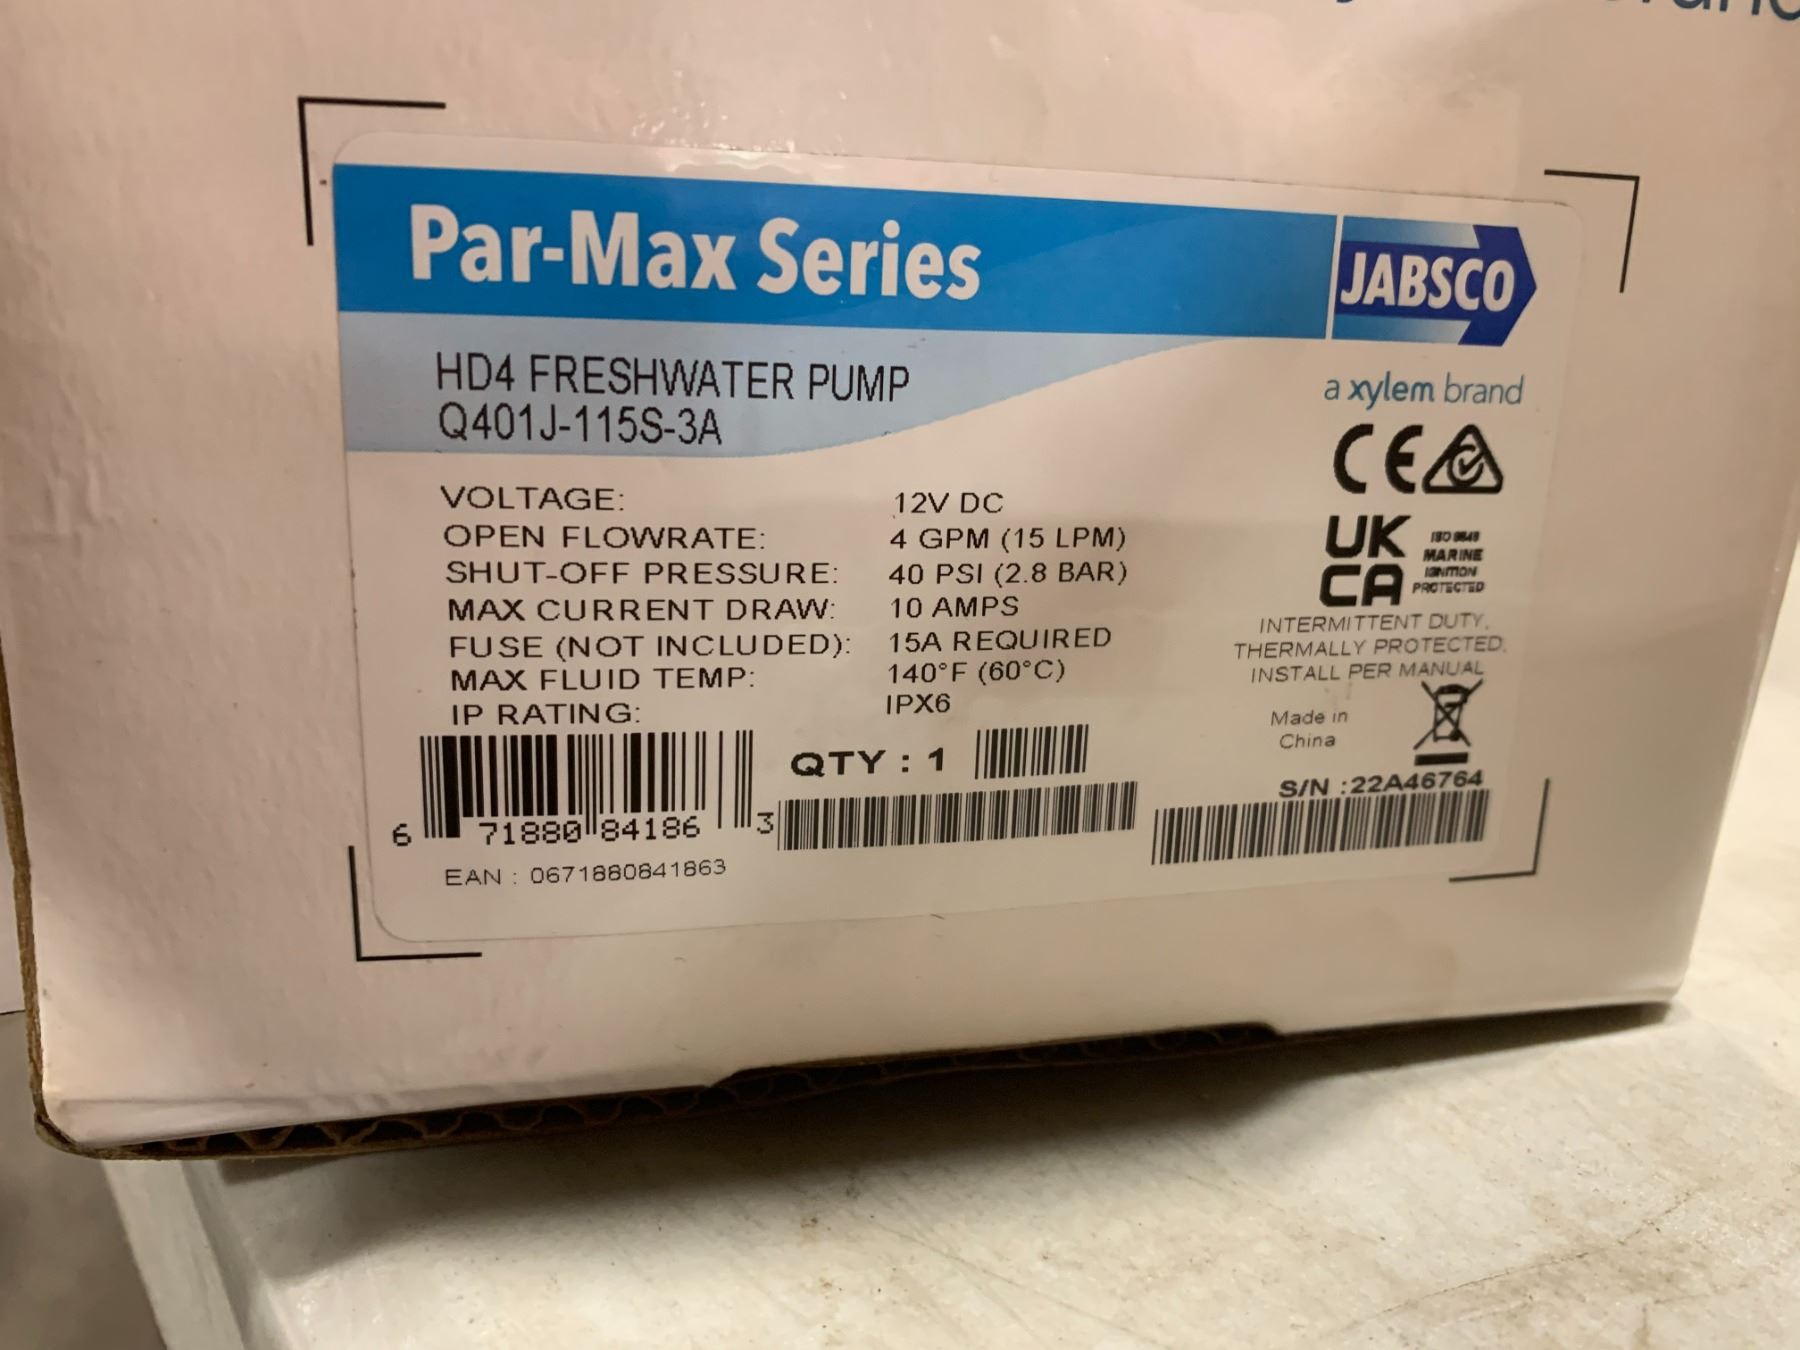 Par-Max Series
JABSCO
a xylem brand
HD4 FRESHWATER PUMP
Q401J-115S-3A
VOLTAGE: 12V DC
OPEN FLOWRATE: 4 GPM (15 LPM)
SHUT-OFF PRESSURE: 40 PSI (2.8 BAR)
MAX CURRENT DRAW: 10 AMPS
FUSE (NOT INCLUDED): 15A REQUIRED
MAX FLUID TEMP: 140°F (60°C)
IP RATING: IPX6
CE
UK
CA
MARINE
IGNITION
PROTECTED
INTERMITTENT DUTY,
THERMALLY PROTECTED,
INSTALL PER MANUAL
Made in
China
QTY : 1
S/N :22A46764
6 71880 84186 3
EAN : 0671880841863